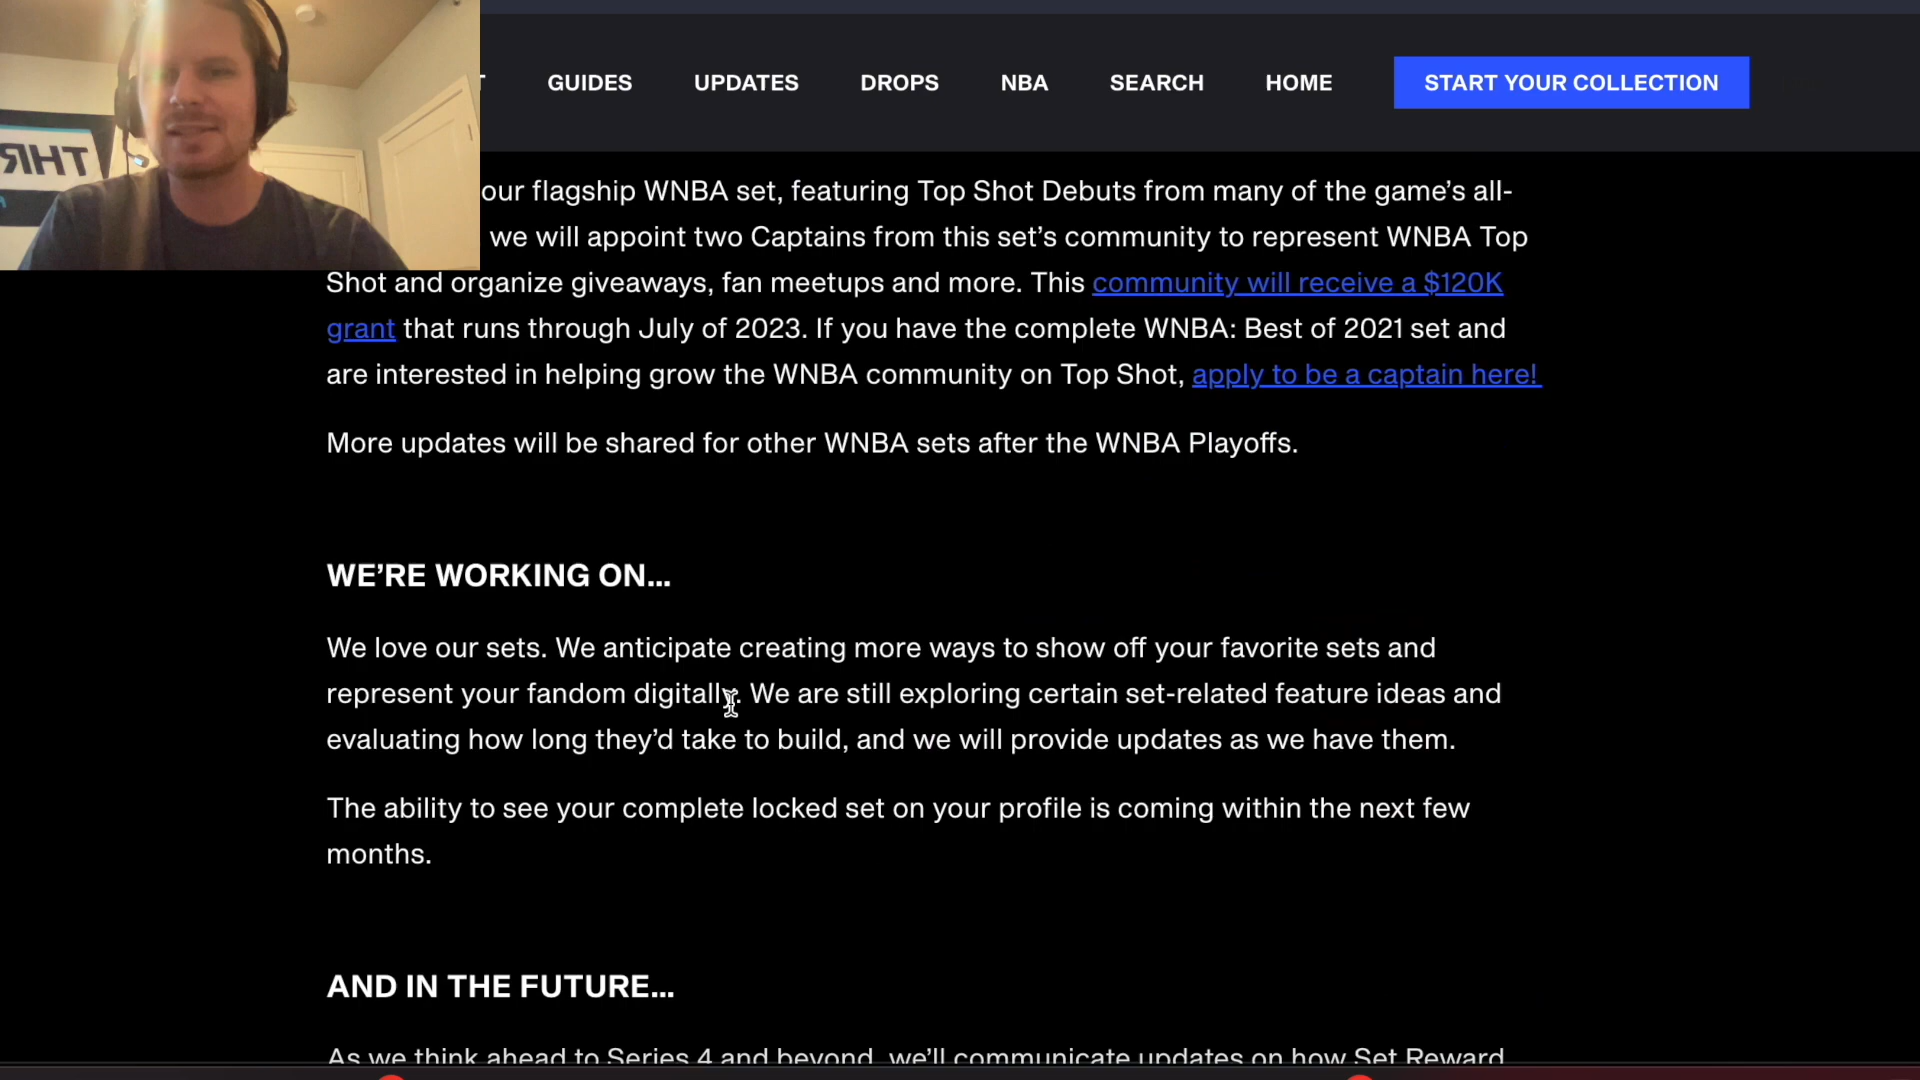 GUIDES UPDATES DROPS NBA SEARCH HOME START YOUR COLLECTION
our flagship WNBA set, featuring Top Shot Debuts from many of the game’s all-
we will appoint two Captains from this set’s community to represent WNBA Top
Shot and organize giveaways, fan meetups and more. This community will receive a $120K
grant that runs through July of 2023. If you have the complete WNBA: Best of 2021 set and
are interested in helping grow the WNBA community on Top Shot, apply to be a captain here!
More updates will be shared for other WNBA sets after the WNBA Playoffs.
WE’RE WORKING ON…
We love our sets. We anticipate creating more ways to show off your favorite sets and
represent your fandom digitally. We are still exploring certain set-related feature ideas and
evaluating how long they’d take to build, and we will provide updates as we have them.
The ability to see your complete locked set on your profile is coming within the next few
months.
AND IN THE FUTURE…
As we think ahead to Series 4 and beyond, we’ll communicate updates on how Set Reward